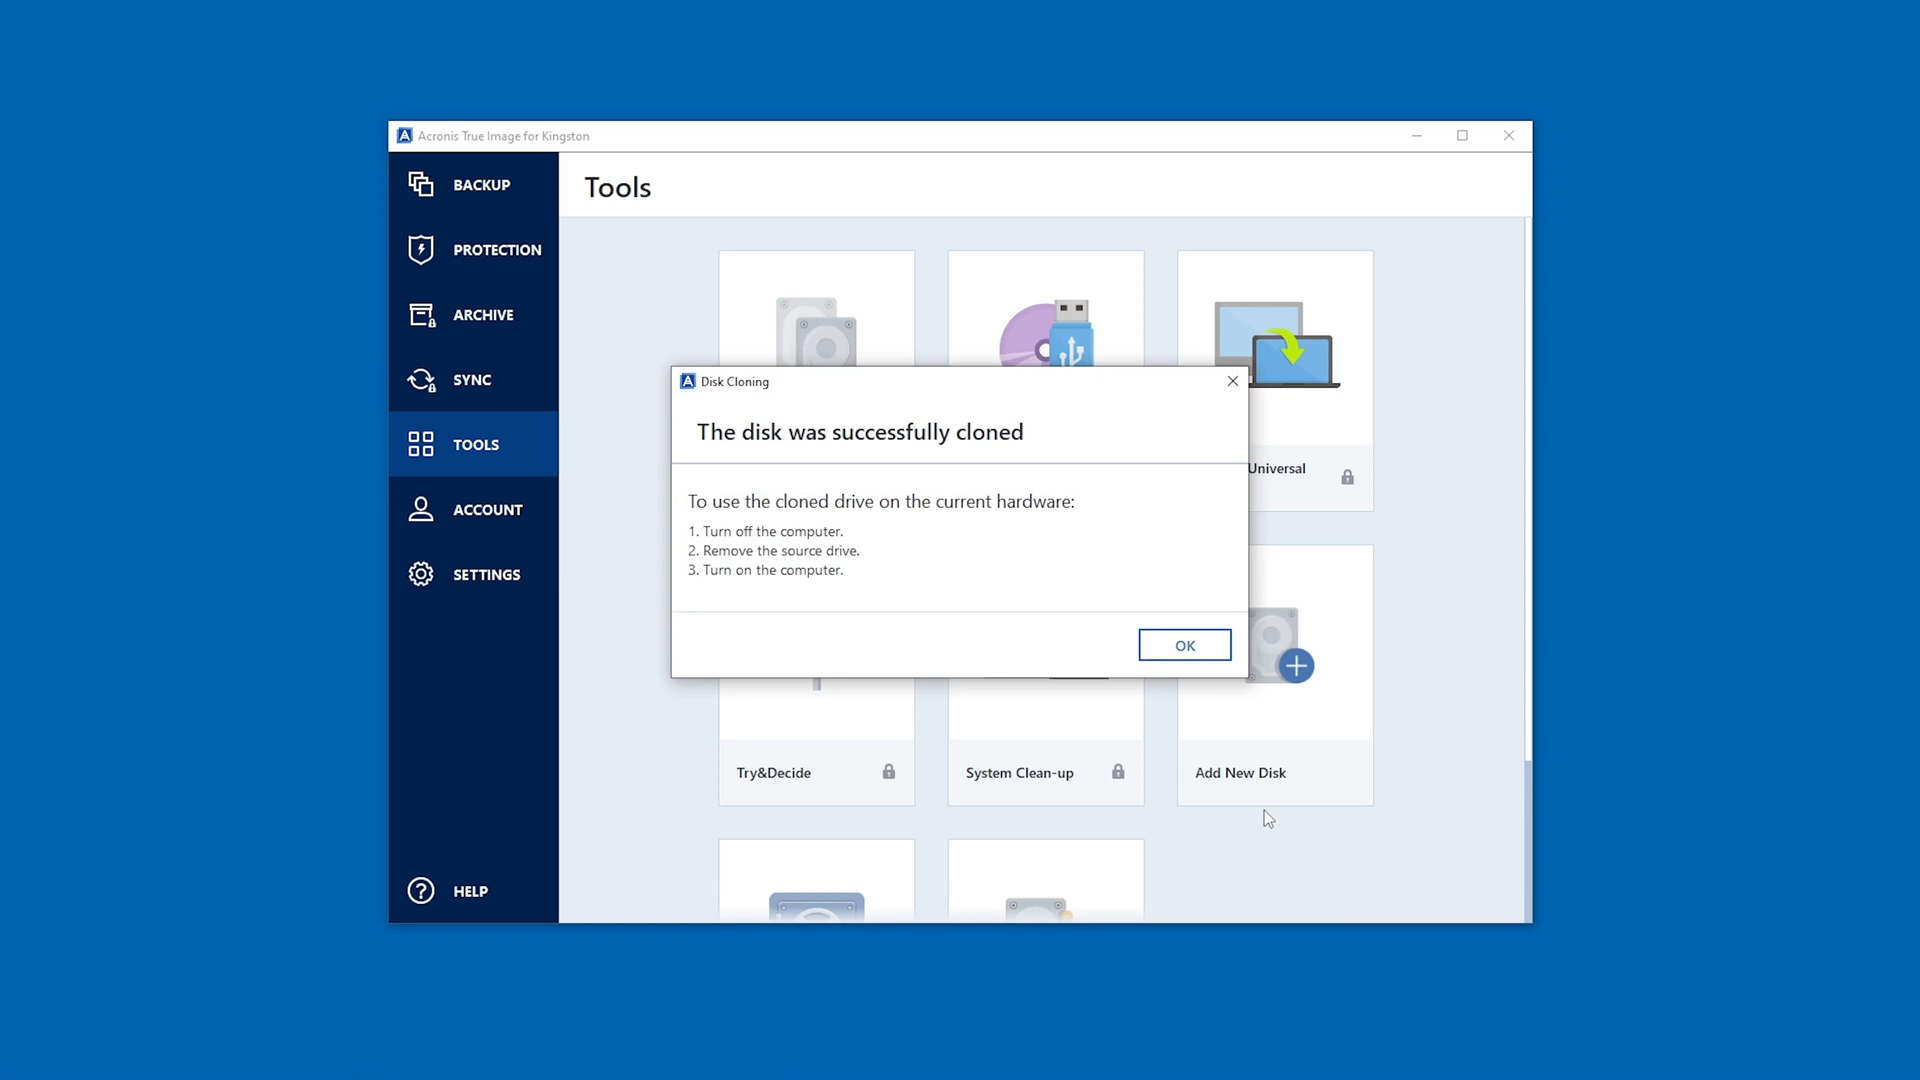 Acronis True Image for Kingston
BACKUP
PROTECTION
ARCHIVE
SYNC
TOOLS
ACCOUNT
SETTINGS
HELP
Tools
Universal
Disk Cloning
The disk was successfully cloned
To use the cloned drive on the current hardware:
1. Turn off the computer.
2. Remove the source drive.
3. Turn on the computer.
OK
Try&Decide
System Clean-up
Add New Disk